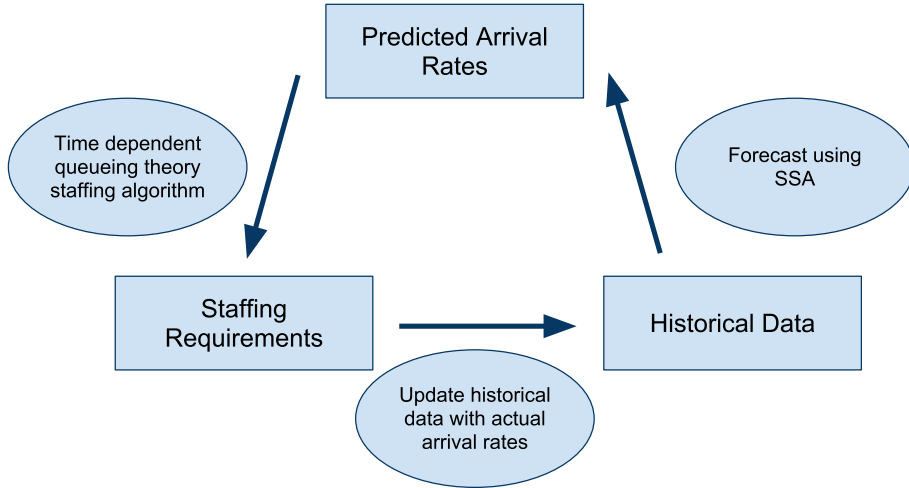 Predicted Arrival
Rates
Time dependent
queueing theory
staffing algorithm
Forecast using
SSA
Staffing
Requirements
Historical Data
Update historical
data with actual
arrival rates